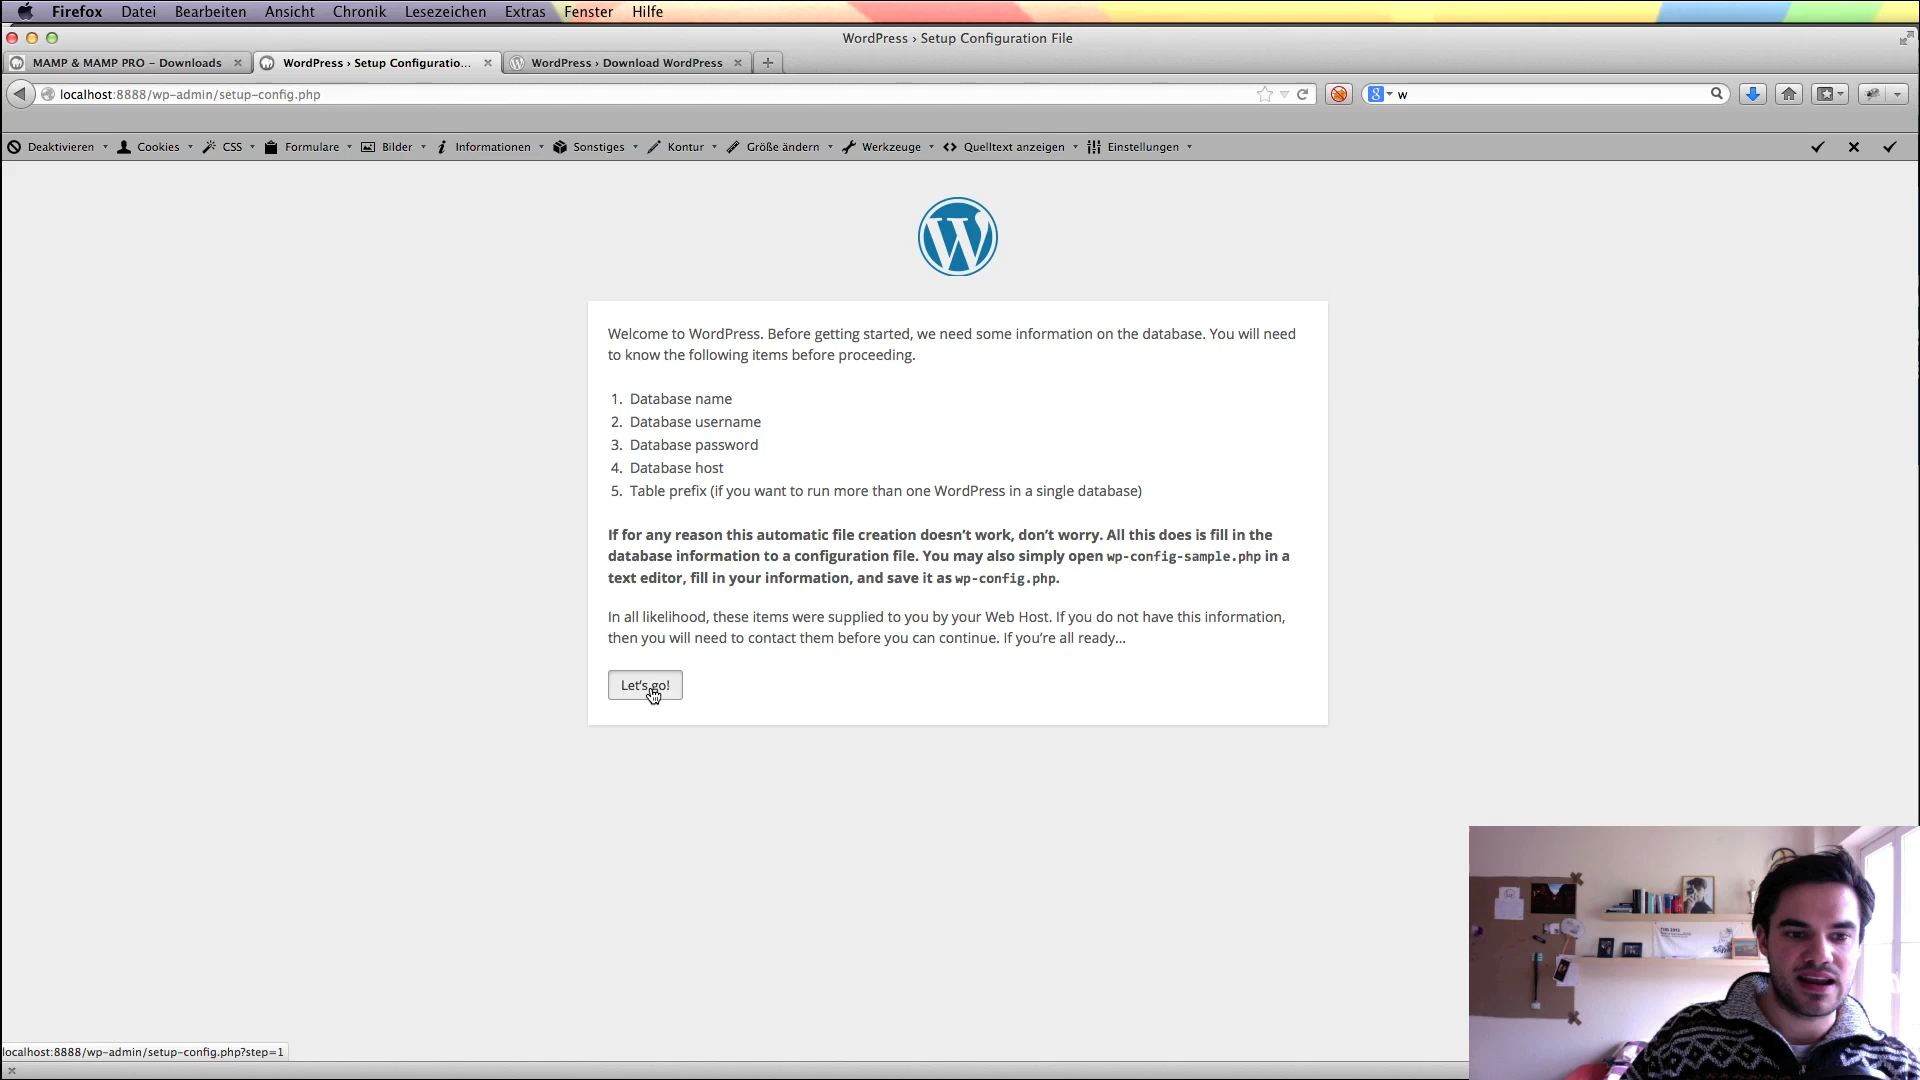 Firefox Datei Bearbeiten Ansicht Chronik Lesezeichen Extras Fenster Hilfe
WordPress › Setup Configuration File
MAMP & MAMP PRO – Downloads WordPress › Setup Configuratio... WordPress › Download WordPress
localhost:8888/wp-admin/setup-config.php w
Deaktivieren Cookies CSS Formulare Bilder Informationen Sonstiges Kontur Größe ändern Werkzeuge Quelltext anzeigen Einstellungen
Welcome to WordPress. Before getting started, we need some information on the database. You will need
to know the following items before proceeding.
1. Database name
2. Database username
3. Database password
4. Database host
5. Table prefix (if you want to run more than one WordPress in a single database)
If for any reason this automatic file creation doesn’t work, don’t worry. All this does is fill in the
database information to a configuration file. You may also simply open wp-config-sample.php in a
text editor, fill in your information, and save it as wp-config.php.
In all likelihood, these items were supplied to you by your Web Host. If you do not have this information,
then you will need to contact them before you can continue. If you’re all ready…
Let’s go!
localhost:8888/wp-admin/setup-config.php?step=1